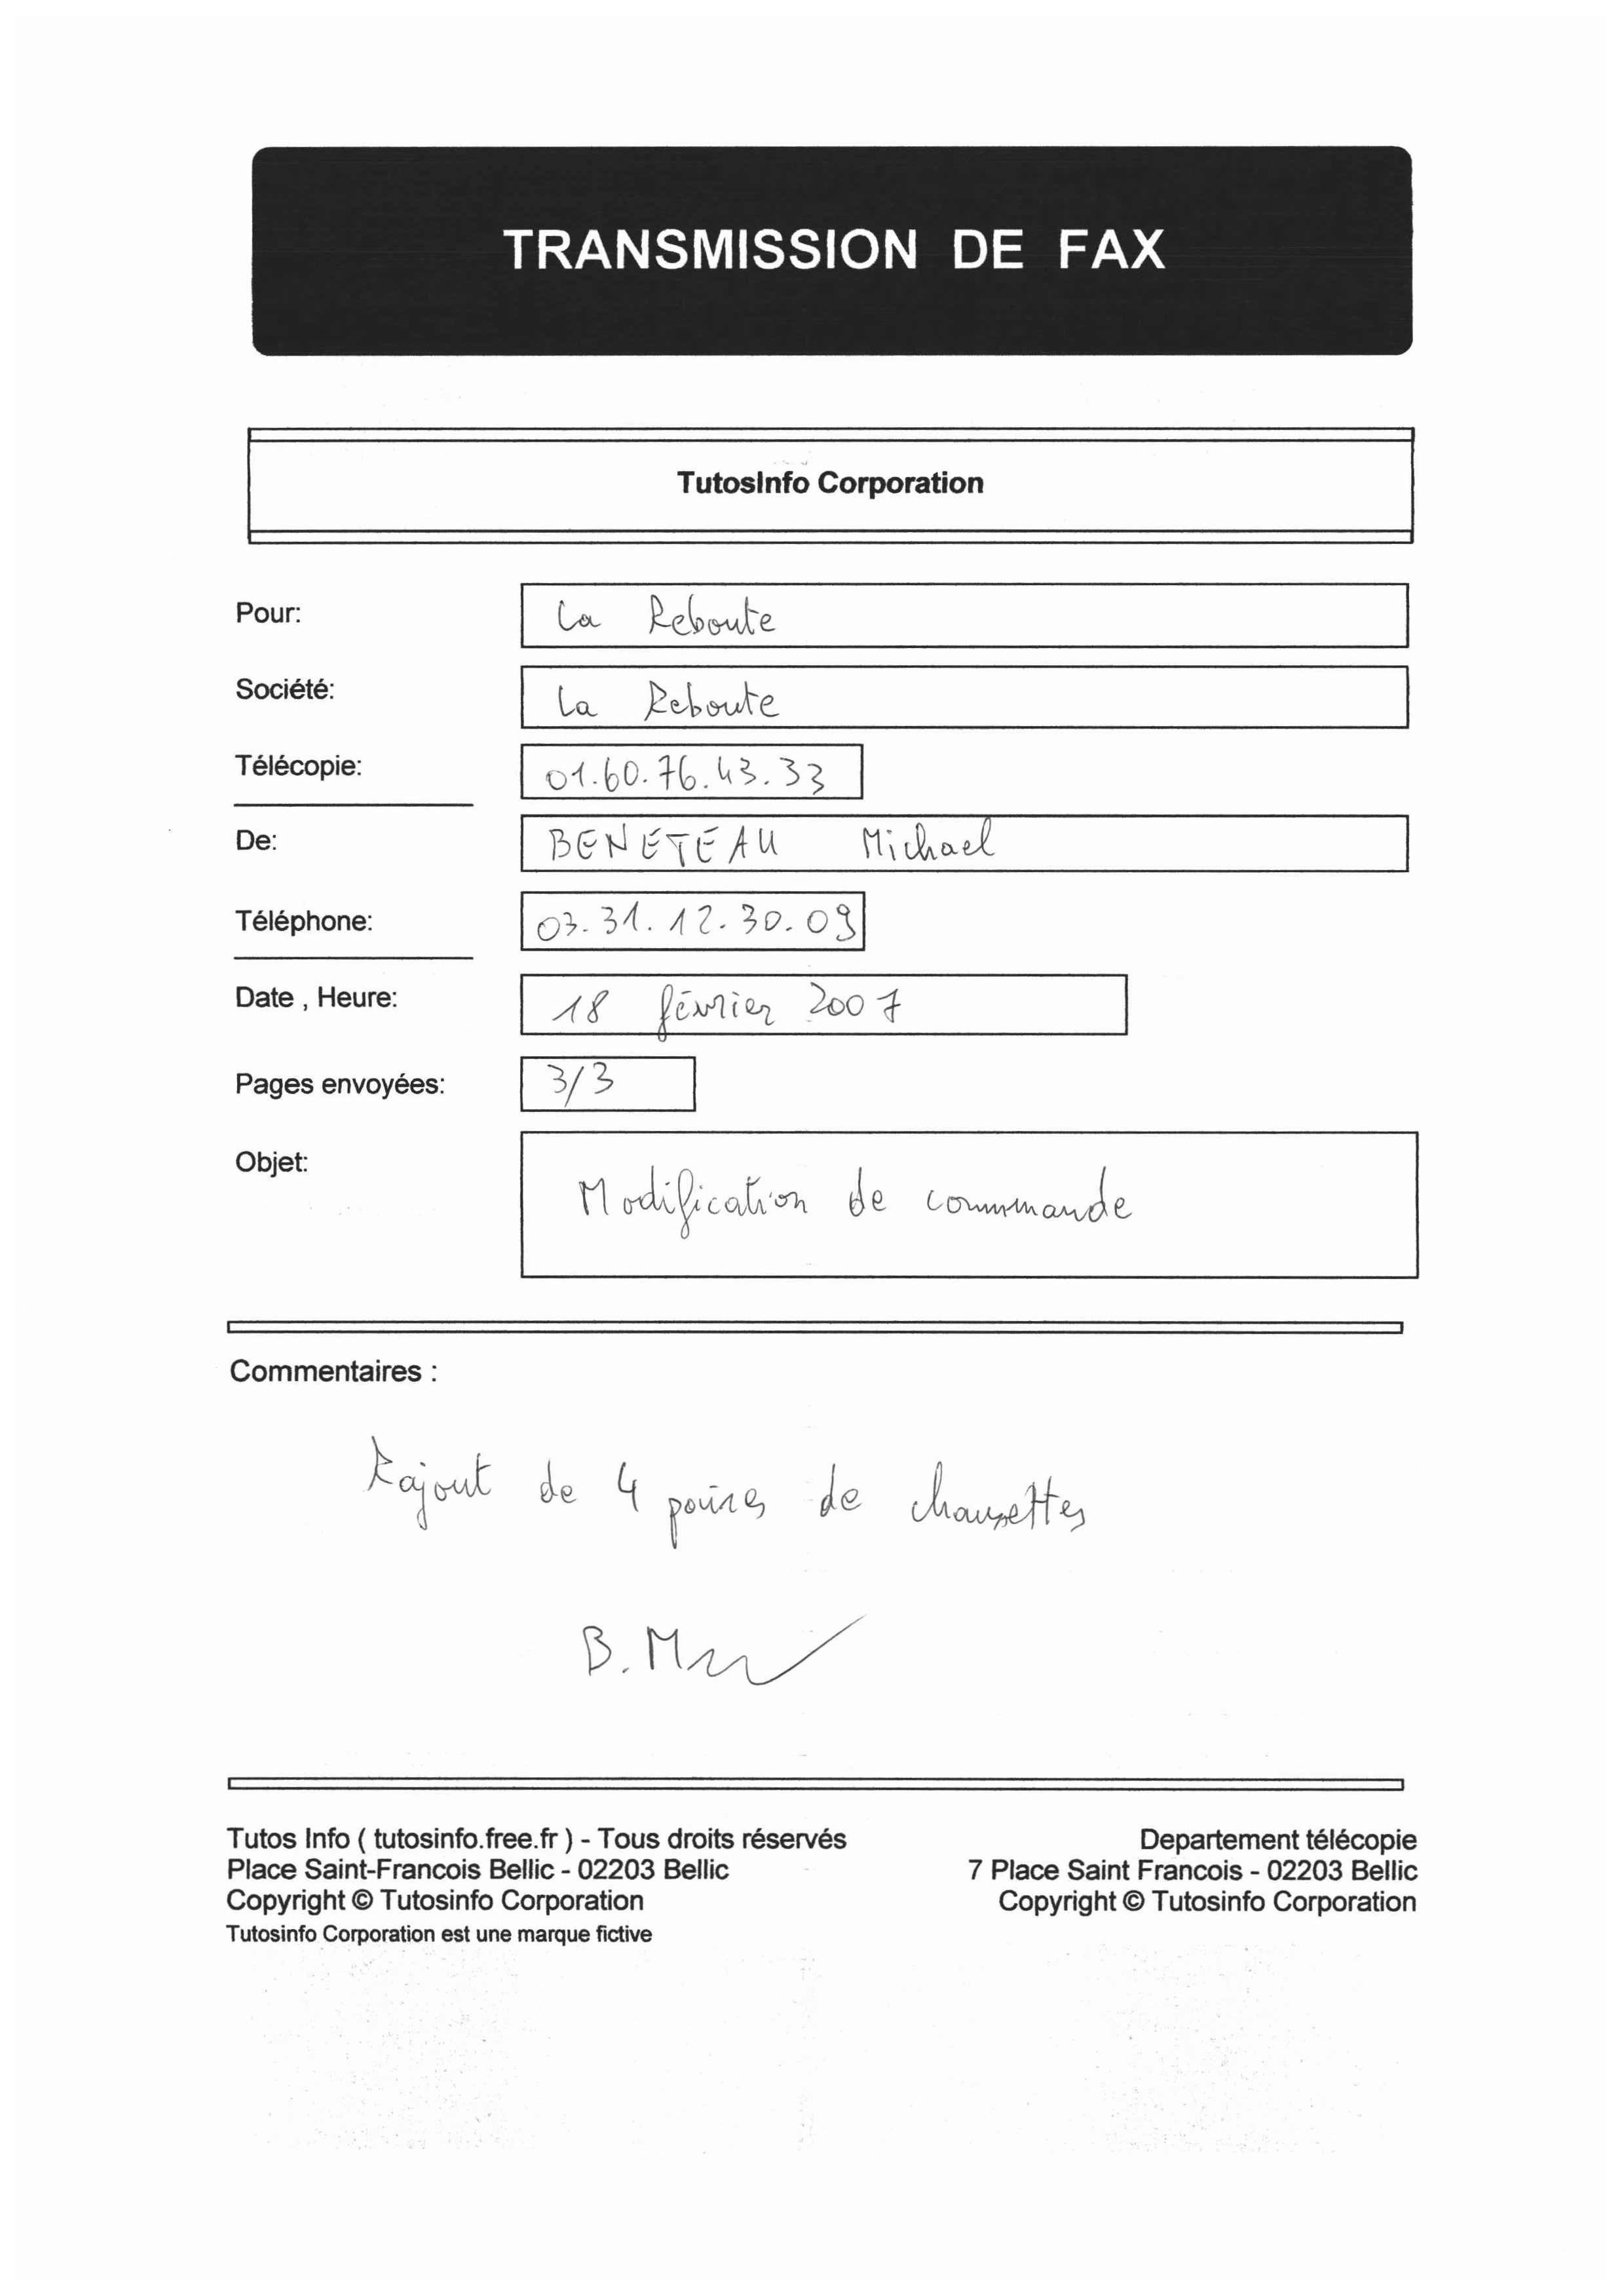 TRANSMISSION DE FAX
TutosInfo Corporation
Pour: La Reboute
Société: La Reboute
Télécopie: 01.60.76.43.33
De: BENETEAU Michael
Téléphone: 03.31.12.30.09
Date , Heure: 18 février 2007
Pages envoyées: 3/3
Objet: Modification de commmande
Commentaires :
Rajout de 4 paires de chaussettes
B.M
Tutos Info ( tutosinfo.free.fr ) - Tous droits réservés
Place Saint-Francois Bellic - 02203 Bellic
Copyright © Tutosinfo Corporation
Tutosinfo Corporation est une marque fictive
Departement télécopie
7 Place Saint Francois - 02203 Bellic
Copyright © Tutosinfo Corporation